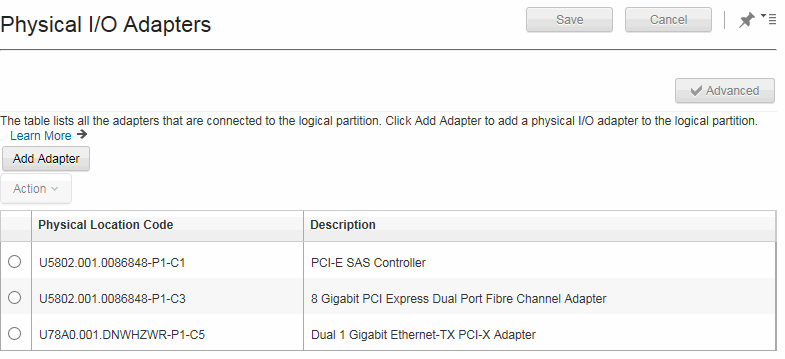 Physical I/O Adapters
Save
Cancel
Advanced
The table lists all the adapters that are connected to the logical partition. Click Add Adapter to add a physical I/O adapter to the logical partition.
Learn More
Add Adapter
Action
Physical Location Code Description
U5802.001.0086848-P1-C1 PCI-E SAS Controller
U5802.001.0086848-P1-C3 8 Gigabit PCI Express Dual Port Fibre Channel Adapter
U78A0.001.DNWHZWR-P1-C5 Dual 1 Gigabit Ethernet-TX PCI-X Adapter